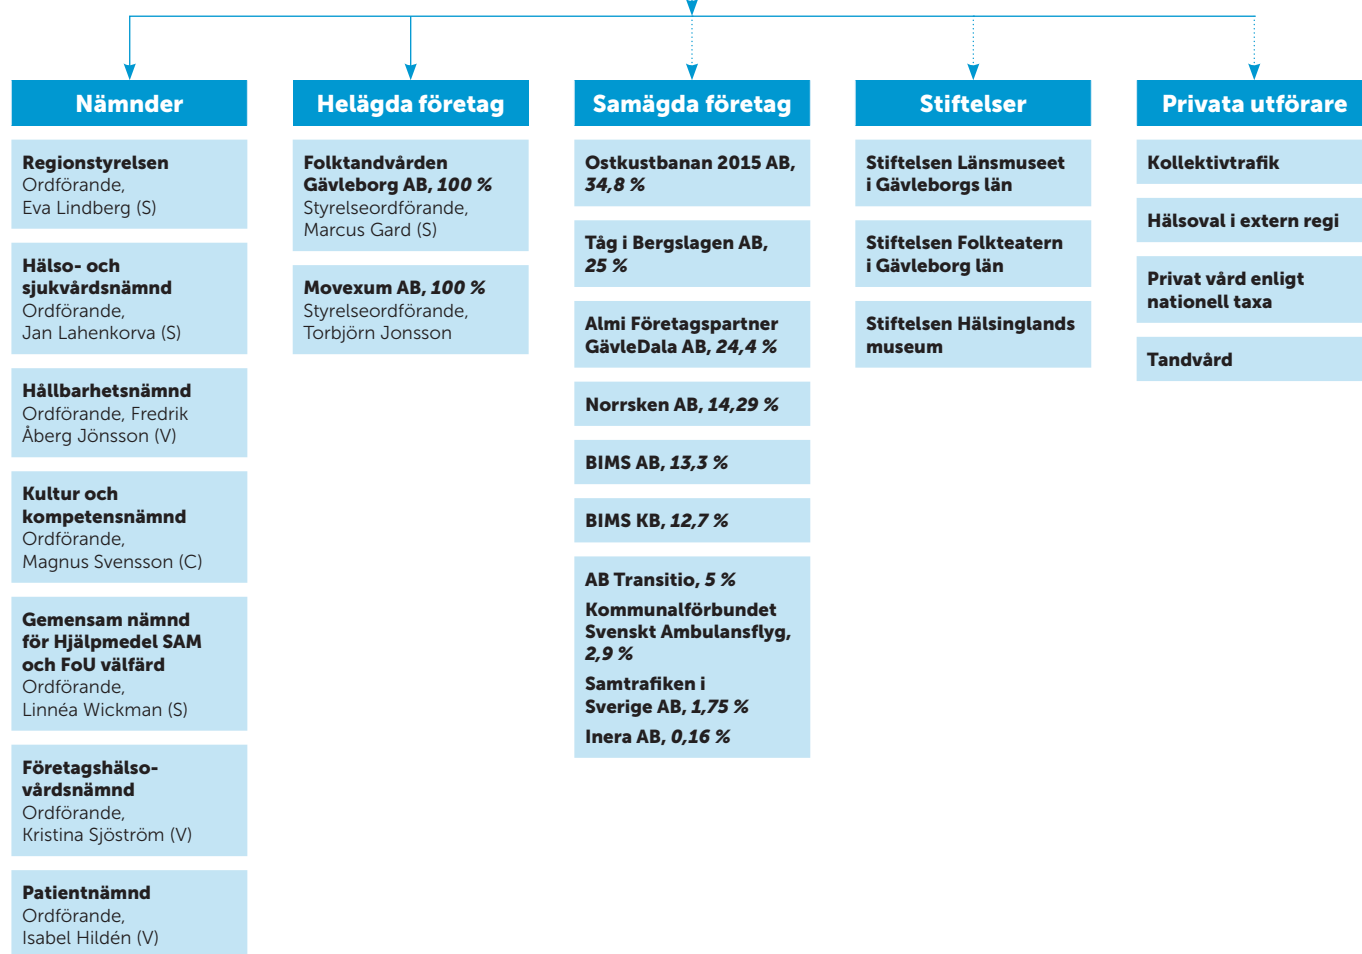 Nämnder
Regionstyrelsen
Ordförande,
Eva Lindberg (S)
Hälso- och
sjukvårdsnämnd
Ordförande,
Jan Lahenkorva (S)
Hållbarhetsnämnd
Ordförande, Fredrik
Åberg Jönsson (V)
Kultur och
kompetensnämnd
Ordförande,
Magnus Svensson (C)
Gemensam nämnd
för Hjälpmedel SAM
och FoU välfärd
Ordförande,
Linnéa Wickman (S)
Företagshälso-
vårdsnämnd
Ordförande,
Kristina Sjöström (V)
Patientnämnd
Ordförande,
Isabel Hildén (V)
Helägda företag
Folktandvården
Gävleborg AB, 100 %
Styrelseordförande,
Marcus Gard (S)
Movexum AB, 100 %
Styrelseordförande,
Torbjörn Jonsson
Samägda företag
Ostkustbanan 2015 AB,
34,8 %
Tåg i Bergslagen AB,
25 %
Almi Företagspartner
GävleDala AB, 24,4 %
Norrsken AB, 14,29 %
BIMS AB, 13,3 %
BIMS KB, 12,7 %
AB Transitio, 5 %
Kommunalförbundet
Svenskt Ambulansflyg,
2,9 %
Samtrafiken i
Sverige AB, 1,75 %
Inera AB, 0,16 %
Stiftelser
Stiftelsen Länsmuseet
i Gävleborgs län
Stiftelsen Folkteatern
i Gävleborg län
Stiftelsen Hälsinglands
museum
Privata utförare
Kollektivtrafik
Hälsoval i extern regi
Privat vård enligt
nationell taxa
Tandvård